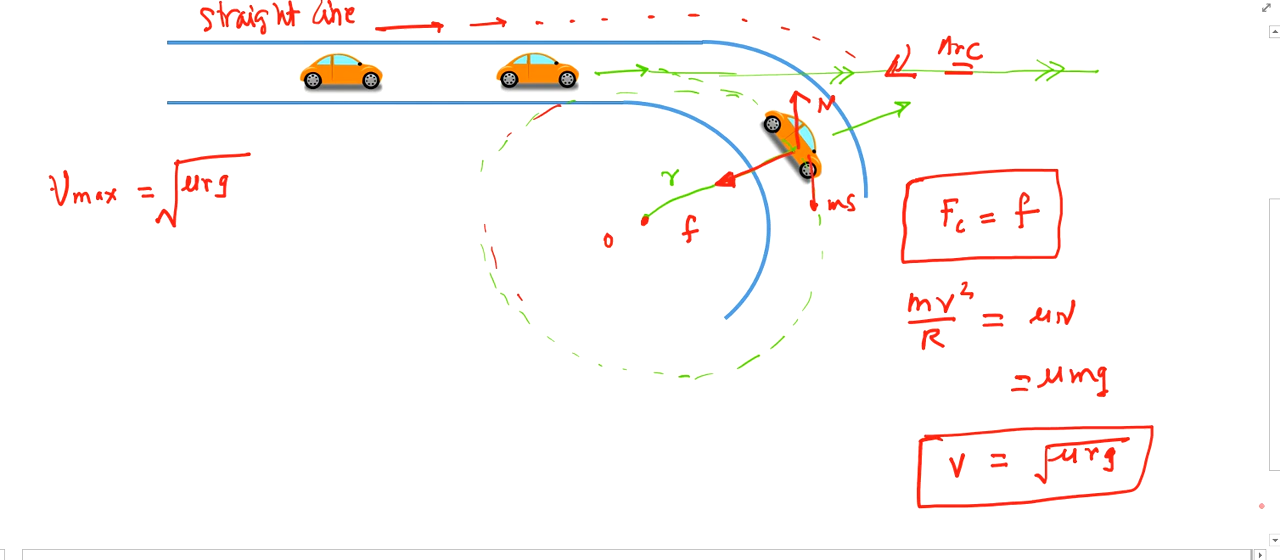 straight line
Arc
N
Vmax = √μrg
r
mg
Fc = f
o
f
mv²/R = μN
= μmg
v = √μrg